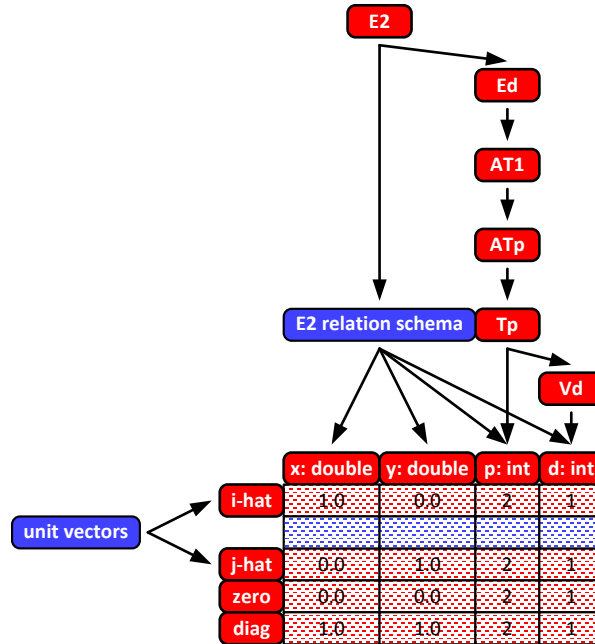 E2
Ed
AT1
ATp
E2 relation schema Tp
Vd
x: double y: double p: int d: int
i-hat 1.0 0.0 2 1
unit vectors
j-hat 0.0 1.0 2 1
zero 0.0 0.0 2 1
diag 1.0 1.0 2 1